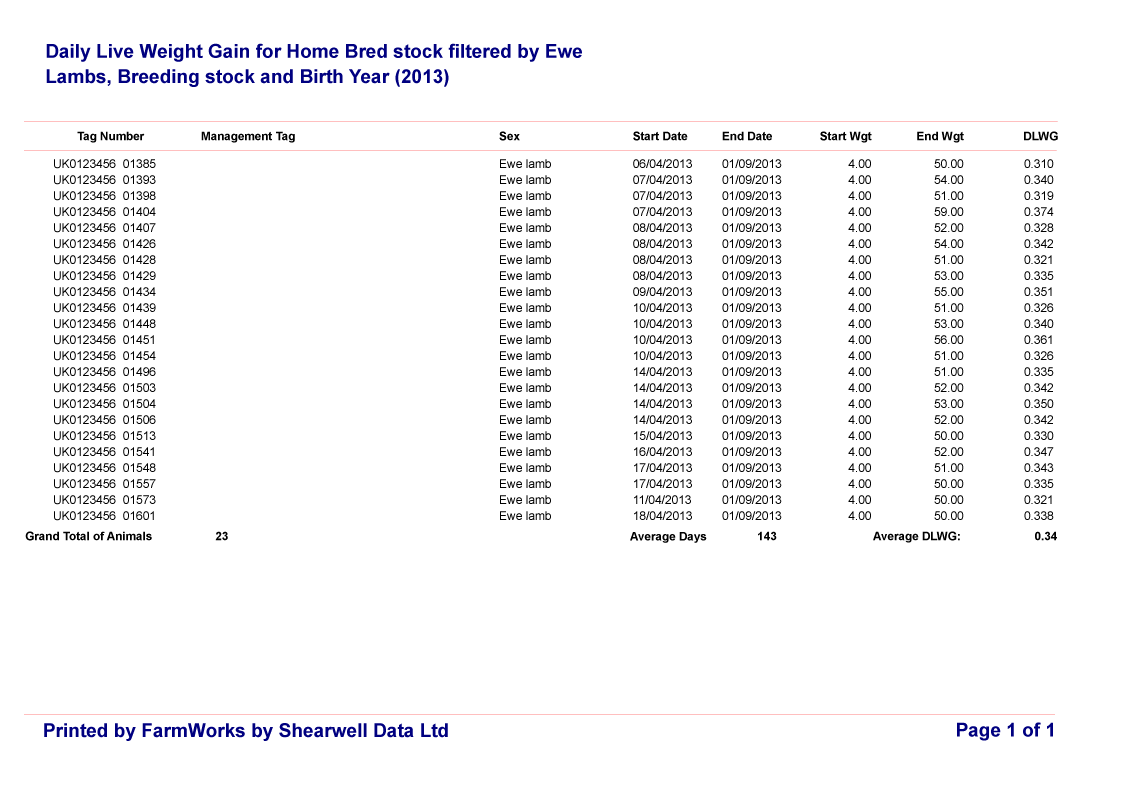 Daily Live Weight Gain for Home Bred stock filtered by Ewe
Lambs, Breeding stock and Birth Year (2013)
Tag Number Management Tag Sex Start Date End Date Start Wgt End Wgt DLWG
UK0123456 01385 Ewe lamb 06/04/2013 01/09/2013 4.00 50.00 0.310
UK0123456 01393 Ewe lamb 07/04/2013 01/09/2013 4.00 54.00 0.340
UK0123456 01398 Ewe lamb 07/04/2013 01/09/2013 4.00 51.00 0.319
UK0123456 01404 Ewe lamb 07/04/2013 01/09/2013 4.00 59.00 0.374
UK0123456 01407 Ewe lamb 08/04/2013 01/09/2013 4.00 52.00 0.328
UK0123456 01426 Ewe lamb 08/04/2013 01/09/2013 4.00 54.00 0.342
UK0123456 01428 Ewe lamb 08/04/2013 01/09/2013 4.00 51.00 0.321
UK0123456 01429 Ewe lamb 08/04/2013 01/09/2013 4.00 53.00 0.335
UK0123456 01434 Ewe lamb 09/04/2013 01/09/2013 4.00 55.00 0.351
UK0123456 01439 Ewe lamb 10/04/2013 01/09/2013 4.00 51.00 0.326
UK0123456 01448 Ewe lamb 10/04/2013 01/09/2013 4.00 53.00 0.340
UK0123456 01451 Ewe lamb 10/04/2013 01/09/2013 4.00 56.00 0.361
UK0123456 01454 Ewe lamb 10/04/2013 01/09/2013 4.00 51.00 0.326
UK0123456 01496 Ewe lamb 14/04/2013 01/09/2013 4.00 51.00 0.335
UK0123456 01503 Ewe lamb 14/04/2013 01/09/2013 4.00 52.00 0.342
UK0123456 01504 Ewe lamb 14/04/2013 01/09/2013 4.00 53.00 0.350
UK0123456 01506 Ewe lamb 14/04/2013 01/09/2013 4.00 52.00 0.342
UK0123456 01513 Ewe lamb 15/04/2013 01/09/2013 4.00 50.00 0.330
UK0123456 01541 Ewe lamb 16/04/2013 01/09/2013 4.00 52.00 0.347
UK0123456 01548 Ewe lamb 17/04/2013 01/09/2013 4.00 51.00 0.343
UK0123456 01557 Ewe lamb 17/04/2013 01/09/2013 4.00 50.00 0.335
UK0123456 01573 Ewe lamb 11/04/2013 01/09/2013 4.00 50.00 0.321
UK0123456 01601 Ewe lamb 18/04/2013 01/09/2013 4.00 50.00 0.338
Grand Total of Animals 23 Average Days 143 Average DLWG: 0.34
Printed by FarmWorks by Shearwell Data Ltd Page 1 of 1